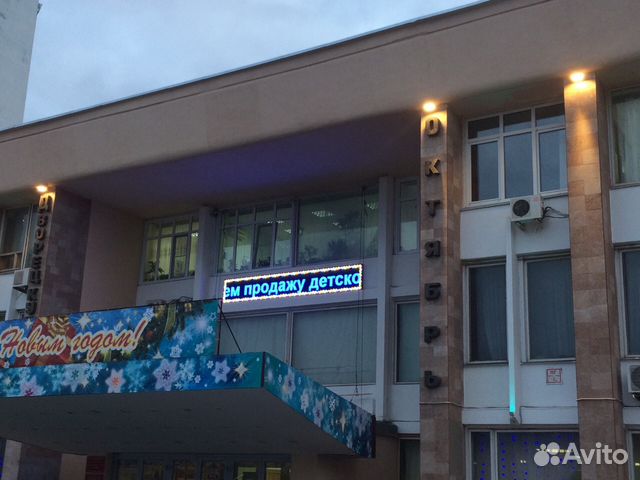 ДВОРЕЦ
ОКТЯБРЬ
ем продажу детско
Новым годом!
Avito